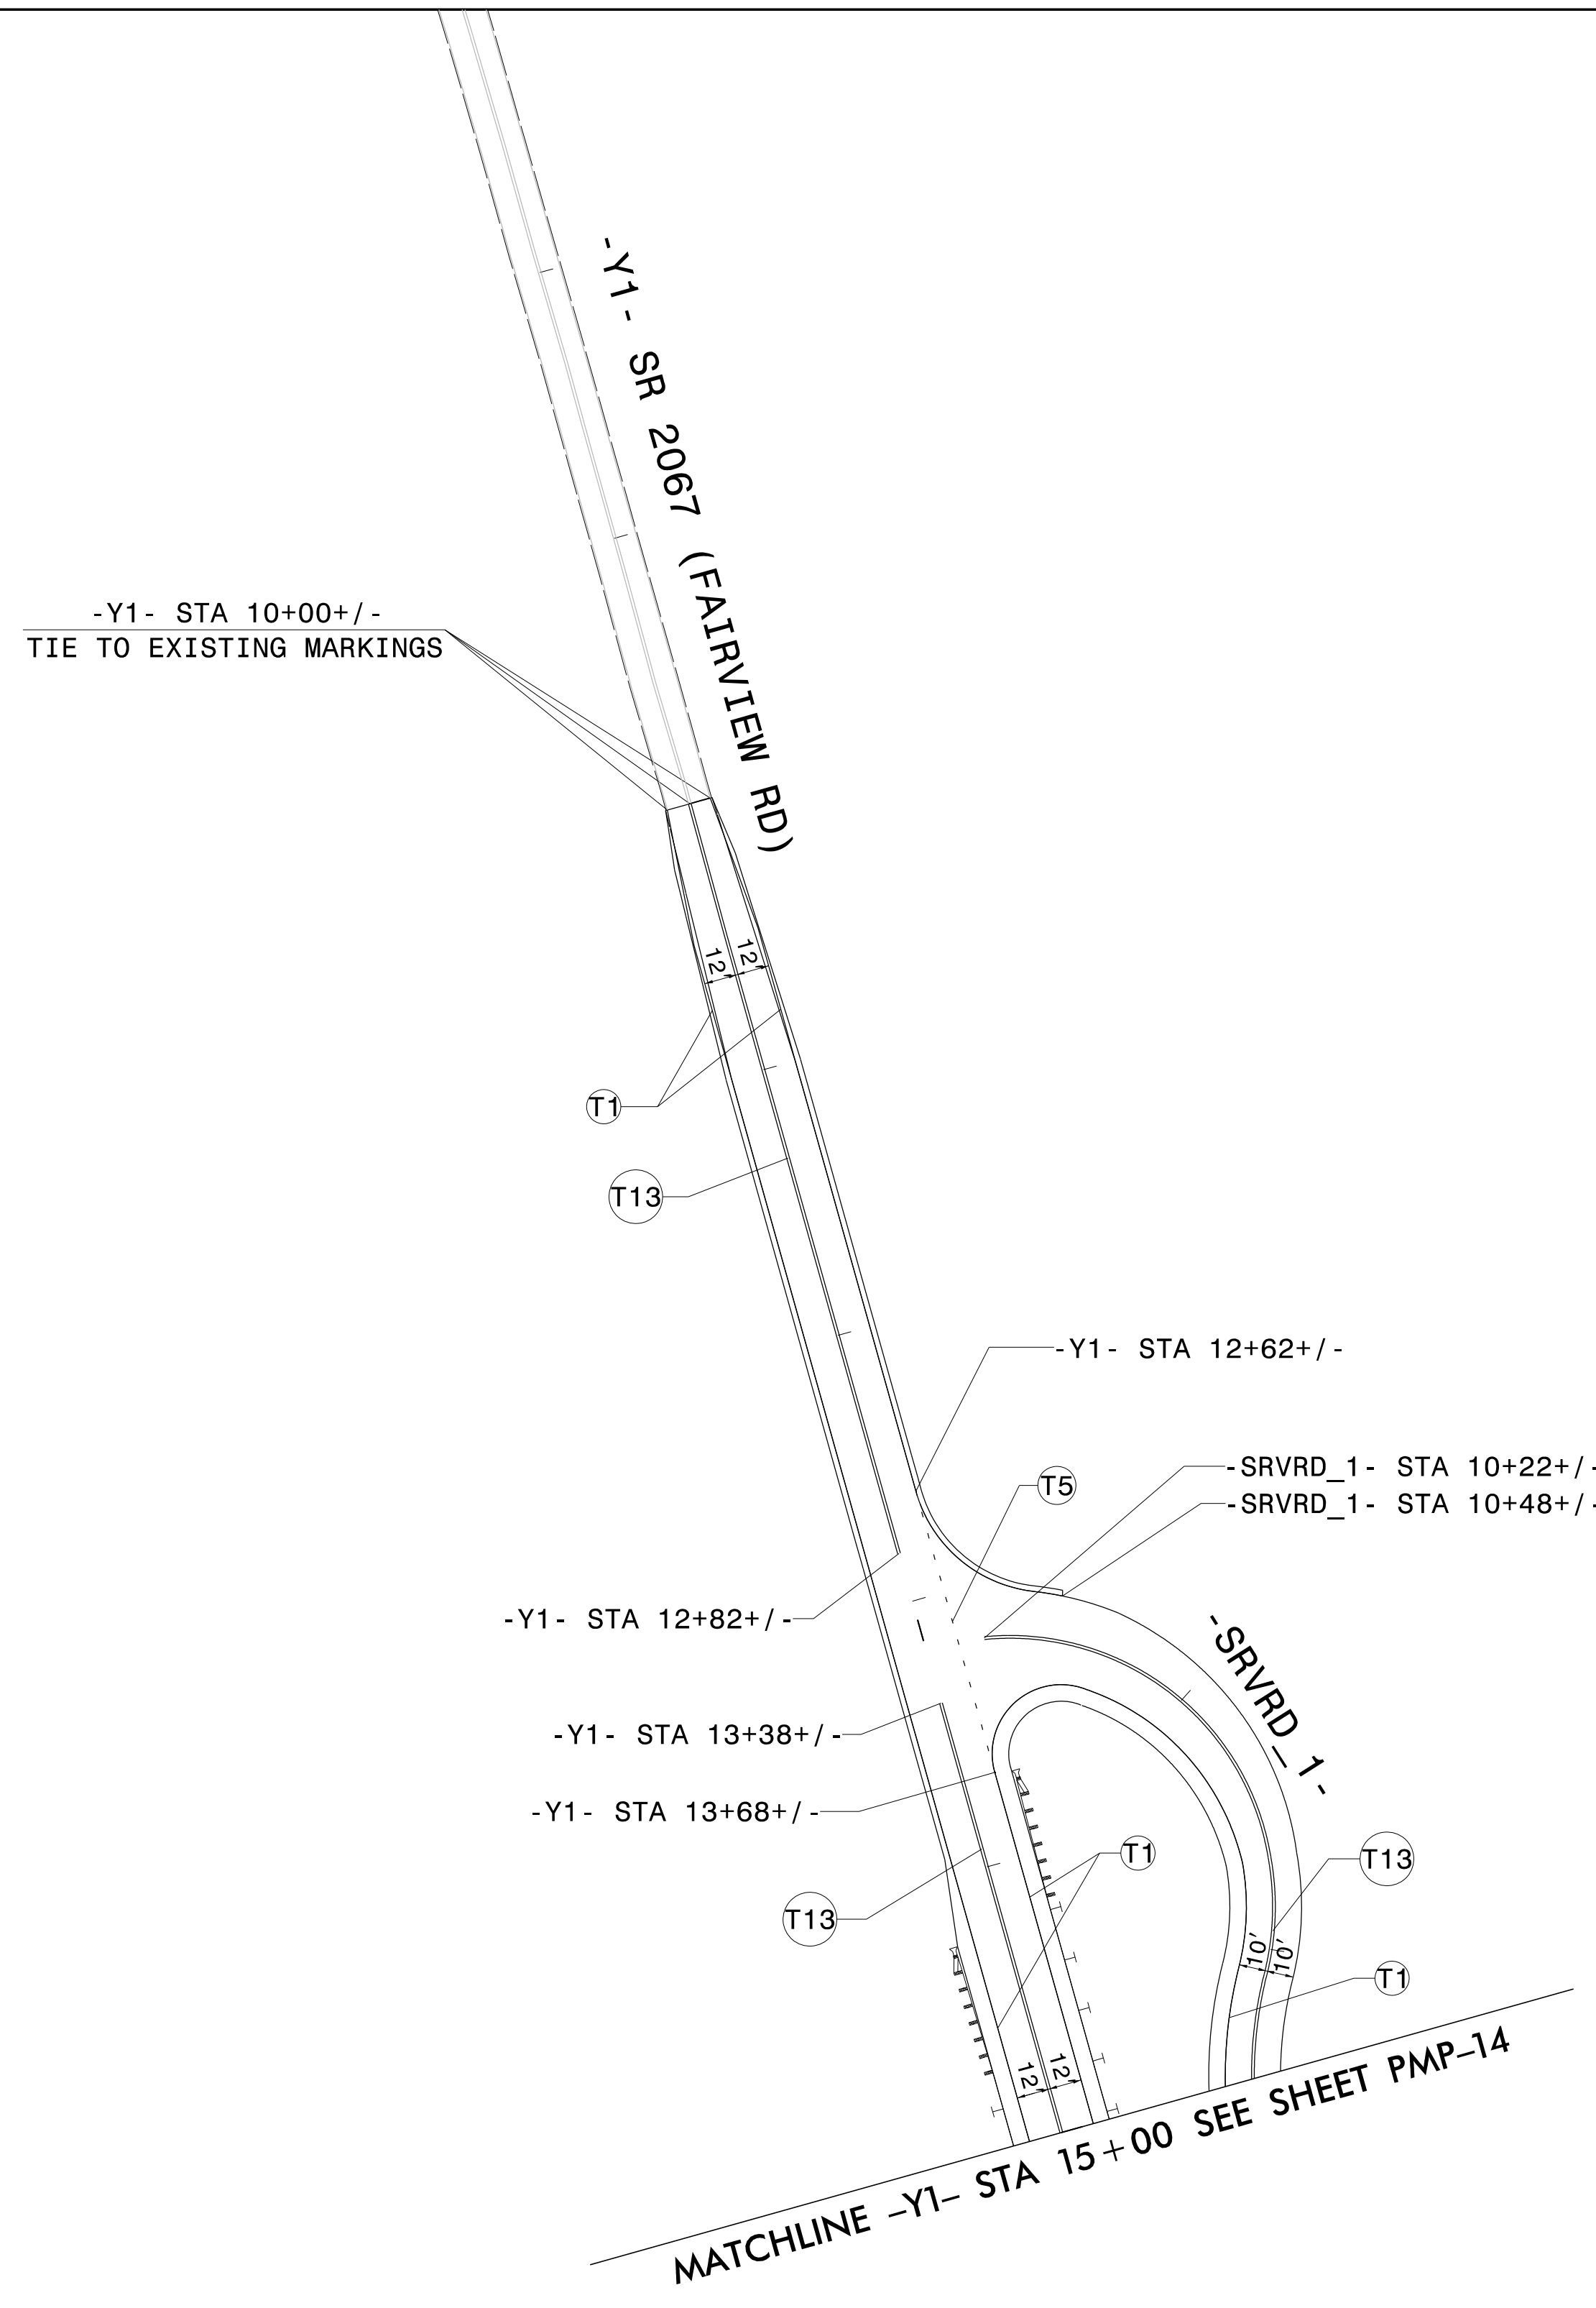 -Y1- SR 2067 (FAIRVIEW RD)
-Y1- STA 10+00+/-
TIE TO EXISTING MARKINGS
12'
12'
T1
T13
-Y1- STA 12+62+/-
-SRVRD_1- STA 10+22+/-
T5
-SRVRD_1- STA 10+48+/-
-Y1- STA 12+82+/-
-SRVRD_1-
-Y1- STA 13+38+/-
-Y1- STA 13+68+/-
T1
T13
T13
10'
10'
T1
12'
12'
MATCHLINE -Y1- STA 15+00 SEE SHEET PMP-14